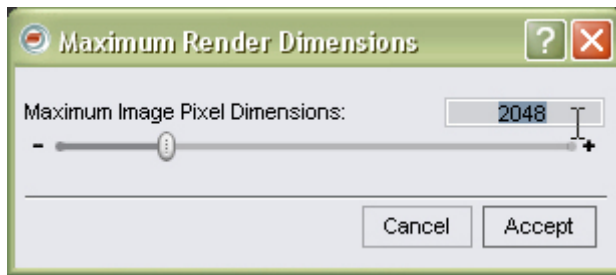 Maximum Render Dimensions ?
Maximum Image Pixel Dimensions: 2048
- +
Cancel Accept